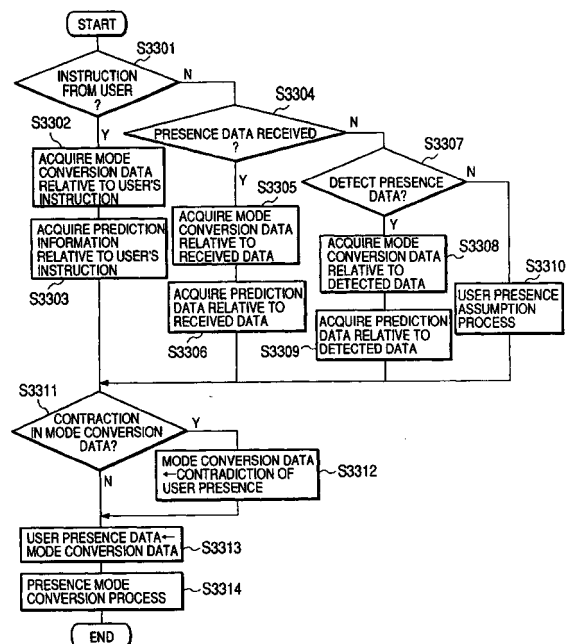 START
S3301
INSTRUCTION
FROM USER
?
N
Y
S3302
ACQUIRE MODE
CONVERSION DATA
RELATIVE TO USER'S
INSTRUCTION
ACQUIRE PREDICTION
INFORMATION
RELATIVE TO USER'S
INSTRUCTION
S3303
S3304
PRESENCE DATA RECEIVED
?
N
Y
S3305
ACQUIRE MODE
CONVERSION DATA
RELATIVE TO
RECEIVED DATA
ACQUIRE PREDICTION
DATA RELATIVE TO
RECEIVED DATA
S3306
S3307
DETECT PRESENCE
DATA?
N
Y
S3308
ACQUIRE MODE
CONVERSION DATA
RELATIVE TO
DETECTED DATA
ACQUIRE PREDICTION
DATA RELATIVE TO
DETECTED DATA
S3309
S3310
USER PRESENCE
ASSUMPTION
PROCESS
S3311
CONTRACTION
IN MODE CONVERSION
DATA?
Y
N
MODE CONVERSION DATA
←CONTRADICTION OF
USER PRESENCE
S3312
USER PRESENCE DATA←
MODE CONVERSION DATA
S3313
PRESENCE MODE
CONVERSION PROCESS
S3314
END